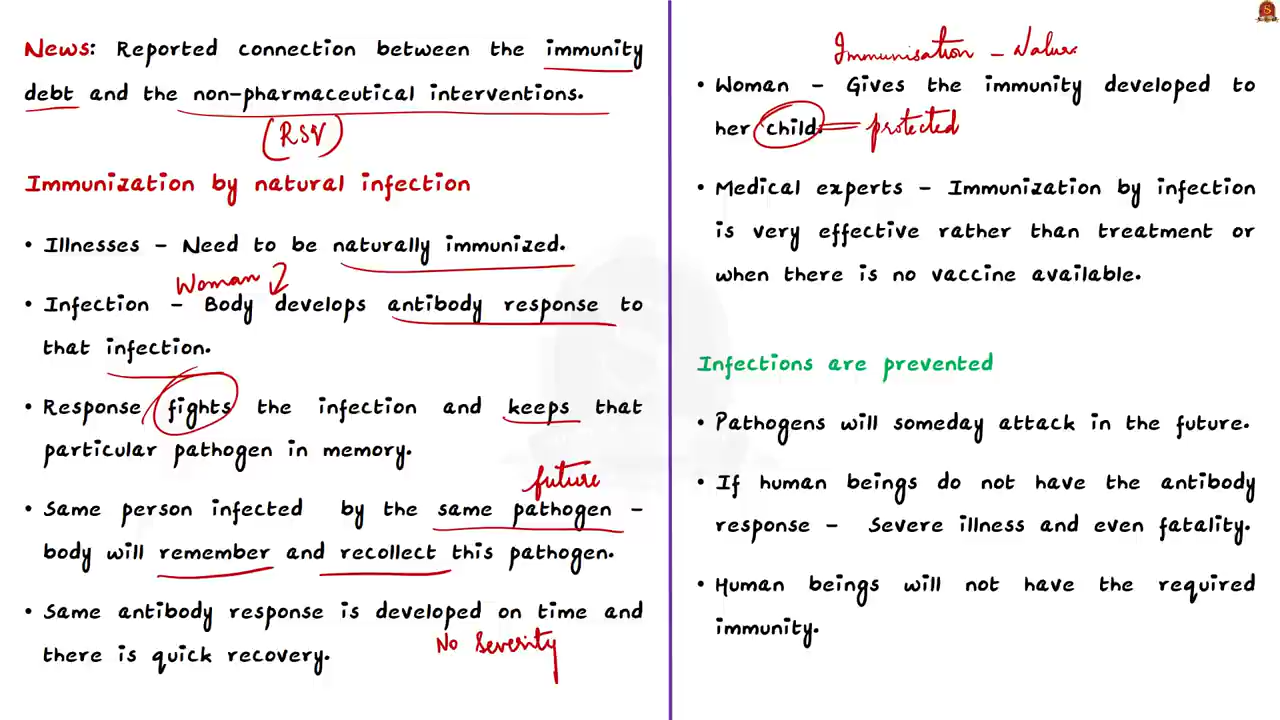 News: Reported connection between the immunity
debt and the non-pharmaceutical interventions.
(RSV)
Immunization by natural infection
• Illnesses - Need to be naturally immunized.
Woman
• Infection - Body develops antibody response to
that infection.
• Response fights the infection and keeps that
particular pathogen in memory.
future
• Same person infected by the same pathogen -
body will remember and recollect this pathogen.
• Same antibody response is developed on time and
there is quick recovery.
No Severity
Immunisation -
• Woman - Gives the immunity developed to
her child. protected
• Medical experts - Immunization by infection
is very effective rather than treatment or
when there is no vaccine available.
Infections are prevented
• Pathogens will someday attack in the future.
• If human beings do not have the antibody
response - Severe illness and even fatality.
• Human beings will not have the required
immunity.